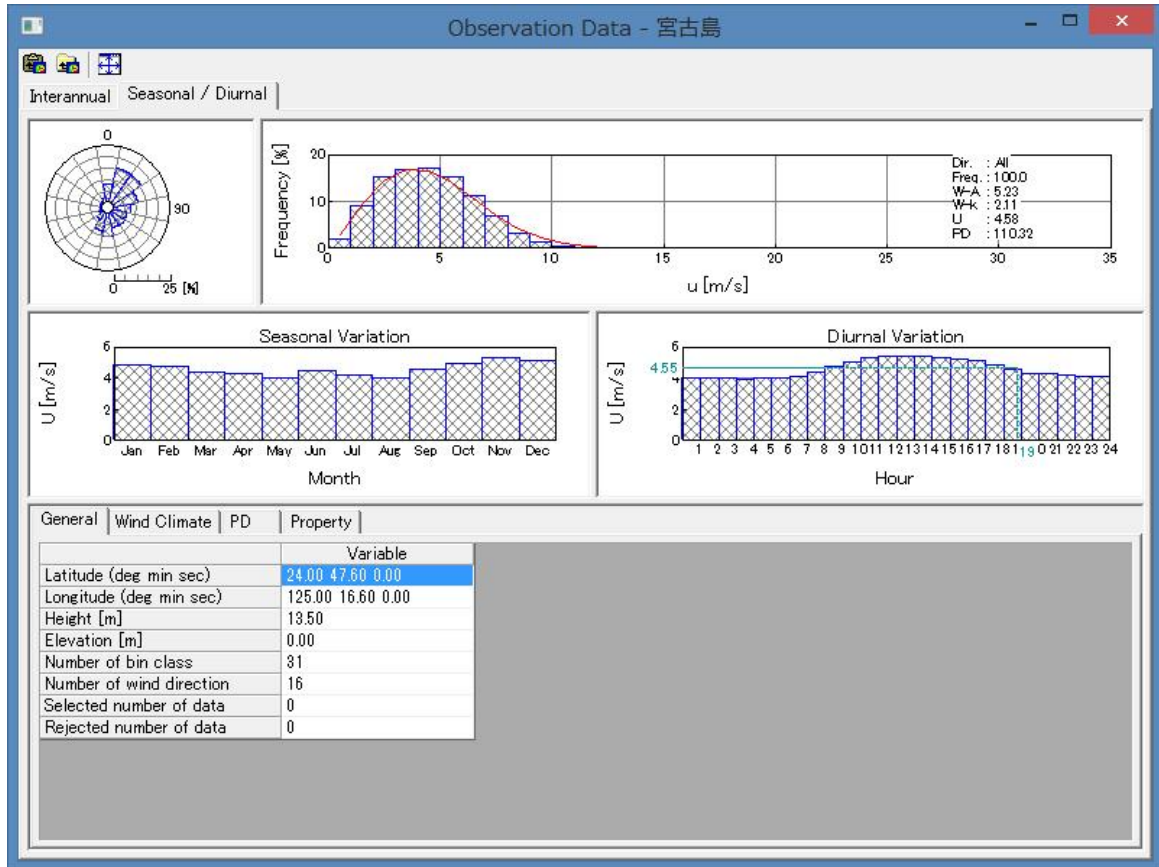 Observation Data - 宮古島
Interannual Seasonal / Diurnal
0
90
0 25 [%]
Frequency [%]
20
10
0
0 5 10 15 20 25 30 35
u [m/s]
Dir. : All
Freq. : 100.0
W-A : 5.23
W-k : 2.11
U : 4.58
PD : 110.32
Seasonal Variation
U [m/s]
6
4
2
0
Jan Feb Mar Apr May Jun Jul Aug Sep Oct Nov Dec
Month
Diurnal Variation
U [m/s]
6
4.55
4
2
0
1 2 3 4 5 6 7 8 9 10 11 12 13 14 15 16 17 18 19 0 21 22 23 24
Hour
General Wind Climate PD Property
Variable
Latitude (deg min sec) 24.00 47.60 0.00
Longitude (deg min sec) 125.00 16.60 0.00
Height [m] 13.50
Elevation [m] 0.00
Number of bin class 31
Number of wind direction 16
Selected number of data 0
Rejected number of data 0